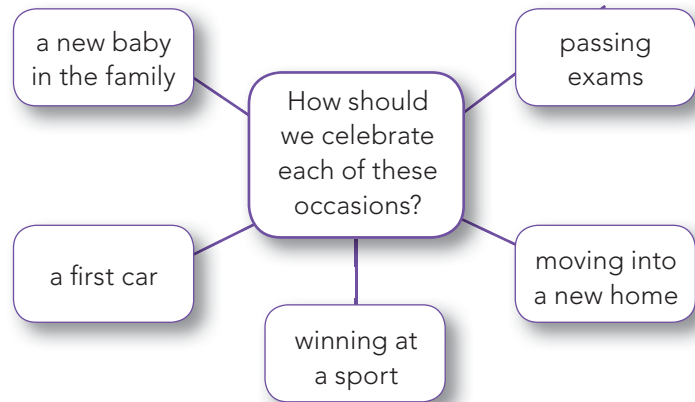 a new baby
in the family
passing
exams
How should
we celebrate
each of these
occasions?
a first car
moving into
a new home
winning at
a sport